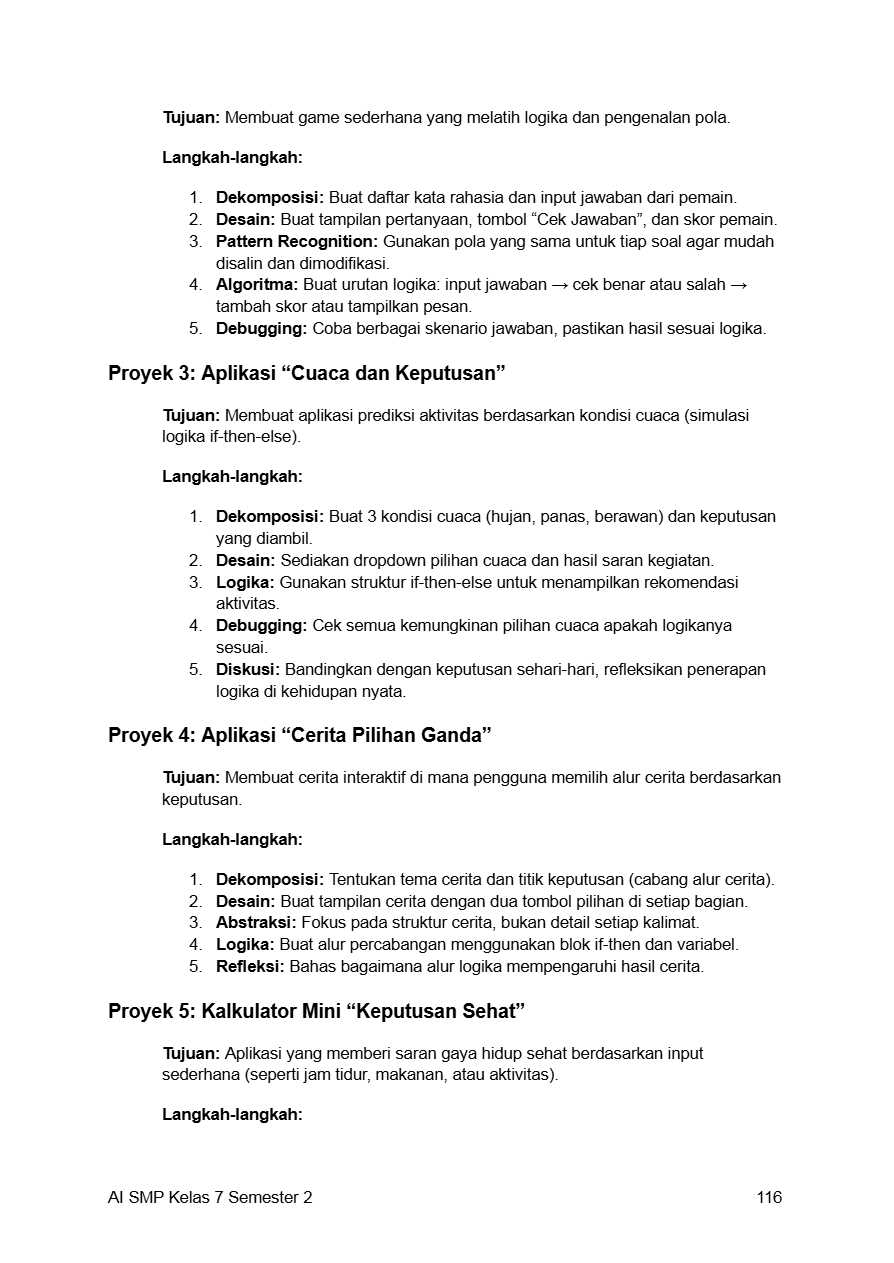 Tujuan: Membuat game sederhana yang melatih logika dan pengenalan pola.
Langkah-langkah:
1. Dekomposisi: Buat daftar kata rahasia dan input jawaban dari pemain.
2. Desain: Buat tampilan pertanyaan, tombol “Cek Jawaban”, dan skor pemain.
3. Pattern Recognition: Gunakan pola yang sama untuk tiap soal agar mudah
disalin dan dimodifikasi.
4. Algoritma: Buat urutan logika: input jawaban → cek benar atau salah →
tambah skor atau tampilkan pesan.
5. Debugging: Coba berbagai skenario jawaban, pastikan hasil sesuai logika.
Proyek 3: Aplikasi “Cuaca dan Keputusan”
Tujuan: Membuat aplikasi prediksi aktivitas berdasarkan kondisi cuaca (simulasi
logika if-then-else).
Langkah-langkah:
1. Dekomposisi: Buat 3 kondisi cuaca (hujan, panas, berawan) dan keputusan
yang diambil.
2. Desain: Sediakan dropdown pilihan cuaca dan hasil saran kegiatan.
3. Logika: Gunakan struktur if-then-else untuk menampilkan rekomendasi
aktivitas.
4. Debugging: Cek semua kemungkinan pilihan cuaca apakah logikanya
sesuai.
5. Diskusi: Bandingkan dengan keputusan sehari-hari, refleksikan penerapan
logika di kehidupan nyata.
Proyek 4: Aplikasi “Cerita Pilihan Ganda”
Tujuan: Membuat cerita interaktif di mana pengguna memilih alur cerita berdasarkan
keputusan.
Langkah-langkah:
1. Dekomposisi: Tentukan tema cerita dan titik keputusan (cabang alur cerita).
2. Desain: Buat tampilan cerita dengan dua tombol pilihan di setiap bagian.
3. Abstraksi: Fokus pada struktur cerita, bukan detail setiap kalimat.
4. Logika: Buat alur percabangan menggunakan blok if-then dan variabel.
5. Refleksi: Bahas bagaimana alur logika mempengaruhi hasil cerita.
Proyek 5: Kalkulator Mini “Keputusan Sehat”
Tujuan: Aplikasi yang memberi saran gaya hidup sehat berdasarkan input
sederhana (seperti jam tidur, makanan, atau aktivitas).
Langkah-langkah:
AI SMP Kelas 7 Semester 2 116